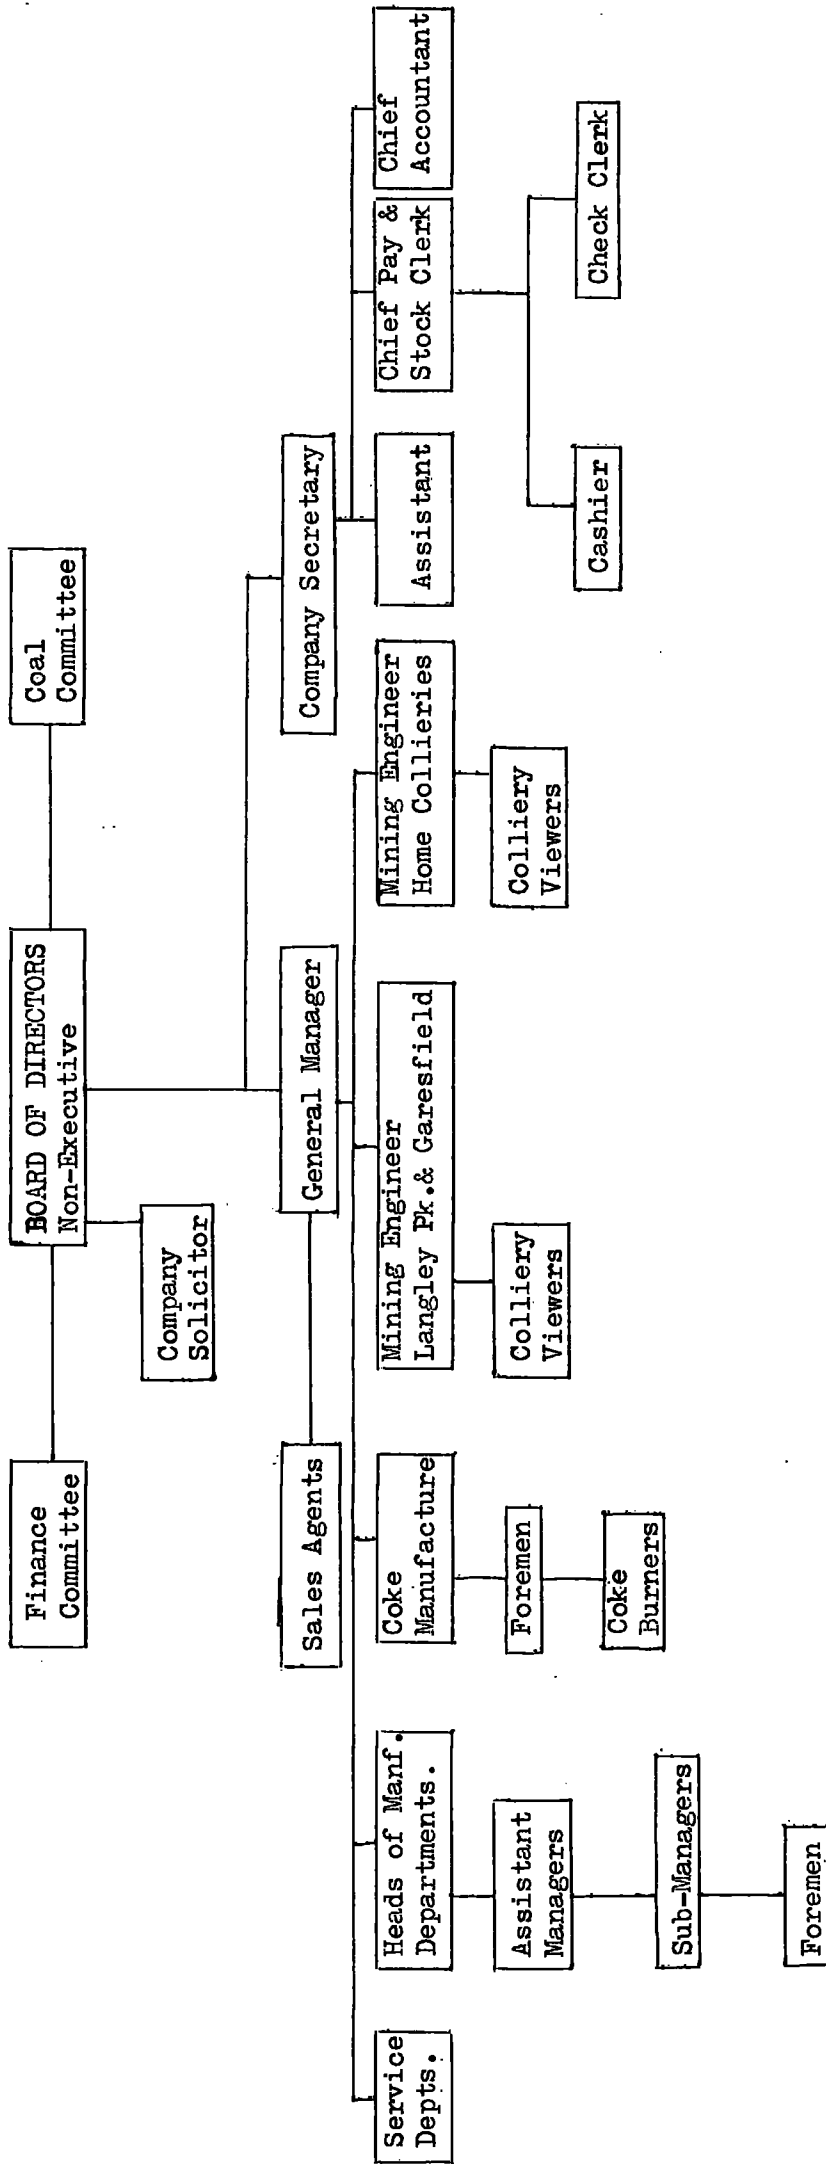 Finance
Committee
BOARD OF DIRECTORS
Non-Executive
Coal
Committee
Company
Solicitor
Sales Agents
General Manager
Company Secretary
Service
Depts.
Heads of Manf.
Departments.
Coke
Manufacture
Mining Engineer
Langley Pk.& Garesfield
Mining Engineer
Home Collieries
Assistant
Chief Pay &
Stock Clerk
Chief
Accountant
Assistant
Managers
Foremen
Colliery
Viewers
Colliery
Viewers
Cashier
Check Clerk
Coke
Burners
Sub-Managers
Foremen